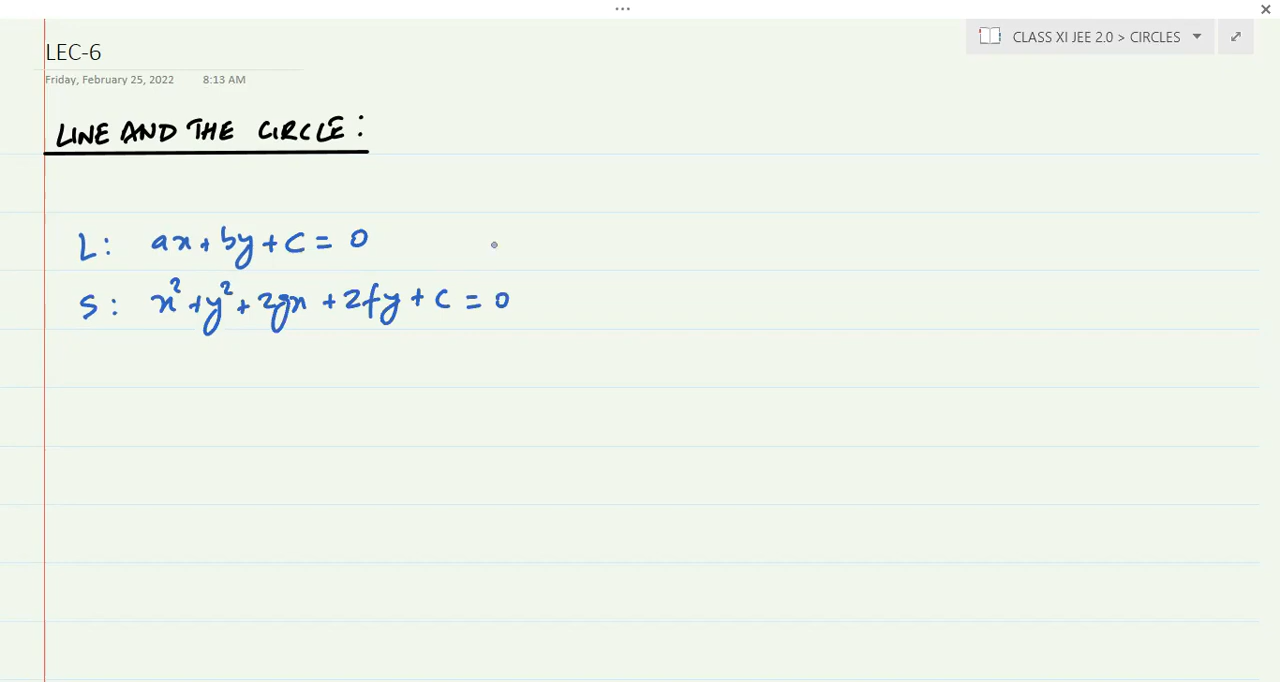 ...
CLASS XI JEE 2.0 > CIRCLES
LEC-6
Friday, February 25, 2022 8:13 AM
LINE AND THE CIRCLE:
L: ax + by + c = 0
S: x² + y² + 2gx + 2fy + c = 0